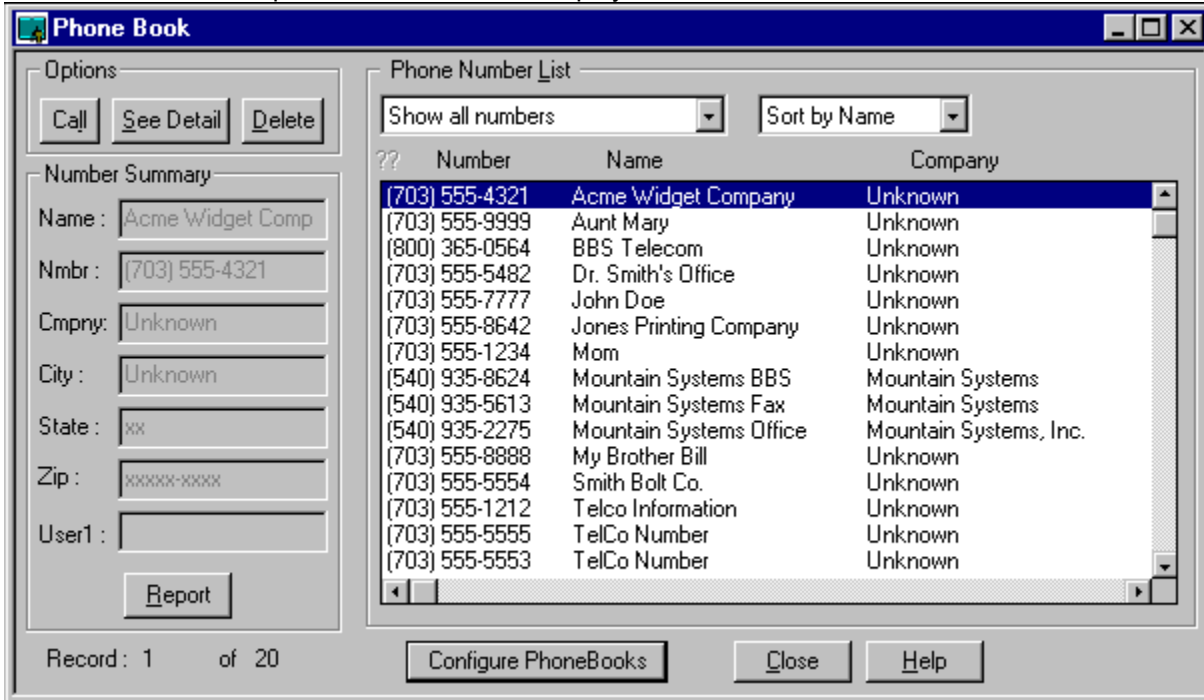 Phone Book
Options
Call See Detail Delete
Number Summary
Name : Acme Widget Comp
Nmbr : (703) 555-4321
Cmpny: Unknown
City : Unknown
State : xx
Zip : xxxxx-xxxx
User1 :
Report
Record : 1 of 20
Phone Number List
Show all numbers Sort by Name
?? Number Name Company
(703) 555-4321 Acme Widget Company Unknown
(703) 555-9999 Aunt Mary Unknown
(800) 365-0564 BBS Telecom Unknown
(703) 555-5482 Dr. Smith's Office Unknown
(703) 555-7777 John Doe Unknown
(703) 555-8642 Jones Printing Company Unknown
(703) 555-1234 Mom Unknown
(540) 935-8624 Mountain Systems BBS Mountain Systems
(540) 935-5613 Mountain Systems Fax Mountain Systems
(540) 935-2275 Mountain Systems Office Mountain Systems, Inc.
(703) 555-8888 My Brother Bill Unknown
(703) 555-5554 Smith Bolt Co. Unknown
(703) 555-1212 Telco Information Unknown
(703) 555-5555 TelCo Number Unknown
(703) 555-5553 TelCo Number Unknown
Configure PhoneBooks Close Help